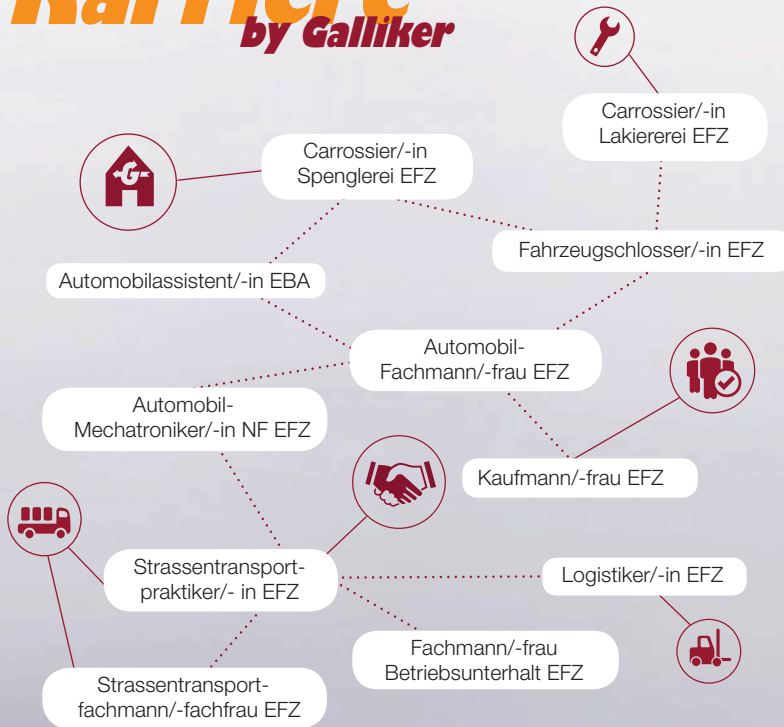 Karriere
by Galliker
Carrossier/-in
Lakiererei EFZ
Carrossier/-in
Spenglerei EFZ
G
Fahrzeugschlosser/-in EFZ
Automobilassistent/-in EBA
Automobil-
Fachmann/-frau EFZ
Automobil-
Mechatroniker/-in NF EFZ
Kaufmann/-frau EFZ
Strassentransport-
praktiker/- in EFZ
Logistiker/-in EFZ
Fachmann/-frau
Betriebsunterhalt EFZ
Strassentransport-
fachmann/-fachfrau EFZ